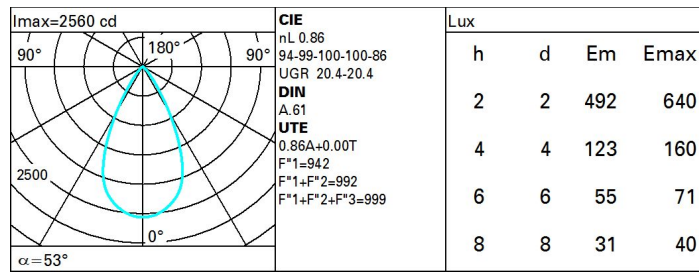 Imax=2560 cd
90° 180° 90°
2500
0°
α=53°
CIE
nL 0.86
94-99-100-100-86
UGR 20.4-20.4
DIN
A.61
UTE
0.86A+0.00T
F"1=942
F"1+F"2=992
F"1+F"2+F"3=999
Lux
h d Em Emax
2 2 492 640
4 4 123 160
6 6 55 71
8 8 31 40